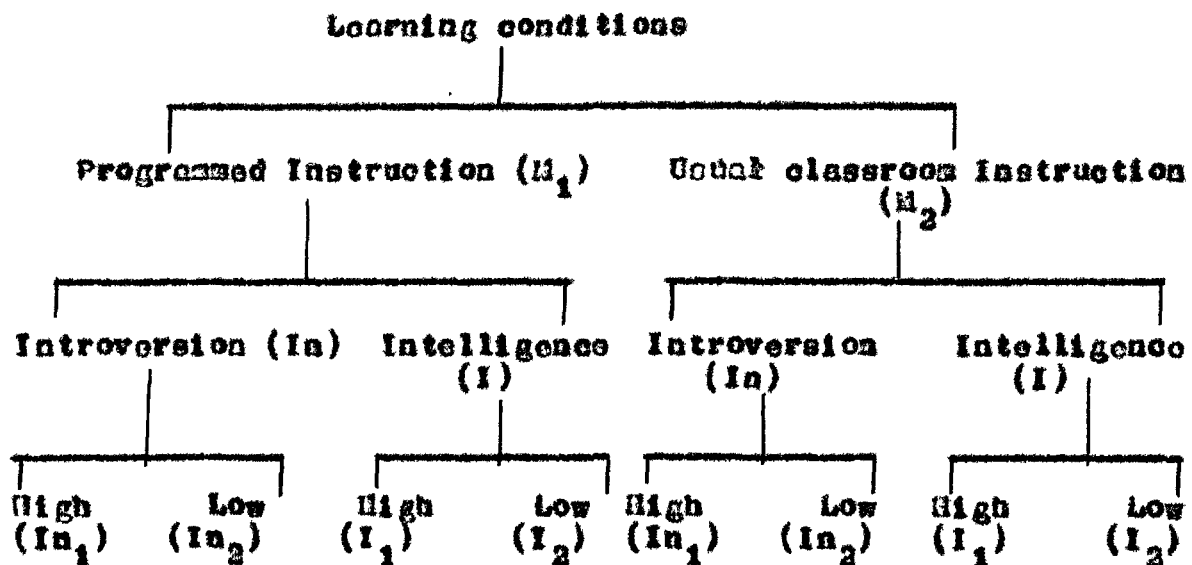 Learning conditions
Programmed Instruction (M₁) Usual classroom Instruction
(M₂)
Introversion (In) Intelligence Introversion Intelligence
(I) (In) (I)
High Low High Low High Low High Low
(In₁) (In₂) (I₁) (I₂) (In₁) (In₂) (I₁) (I₂)